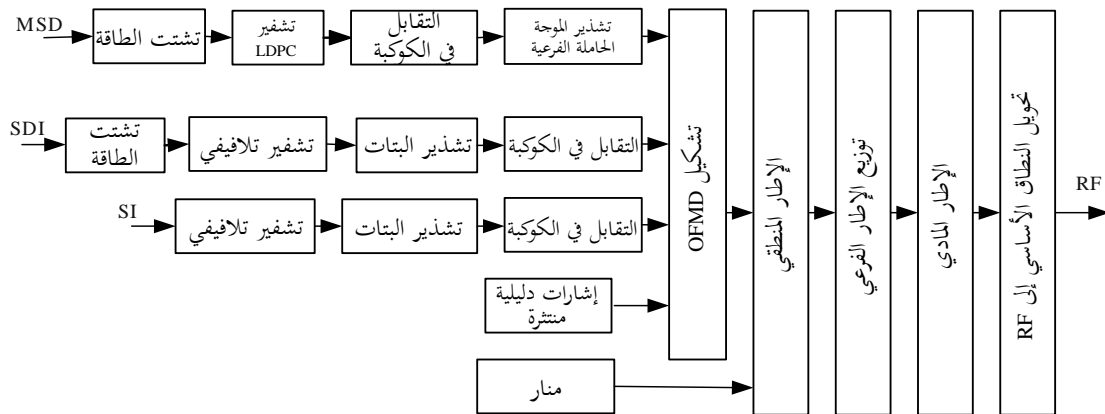 MSD
تشتت الطاقة
تشفير
LDPC
التقابل
في الكوكبة
تشذير الموجة
الحاملة الفرعية
SDI
تشتت
الطاقة
تشفير تلافيفي
تشذير البتات
التقابل في الكوكبة
SI
تشفير تلافيفي
تشذير البتات
التقابل في الكوكبة
إشارات دليلية
منتثرة
منار
تشكيل OFMD
الإطار المنطقي
توزيع الإطار الفرعي
الإطار المادي
تحويل النطاق الأساسي إلى RF
RF